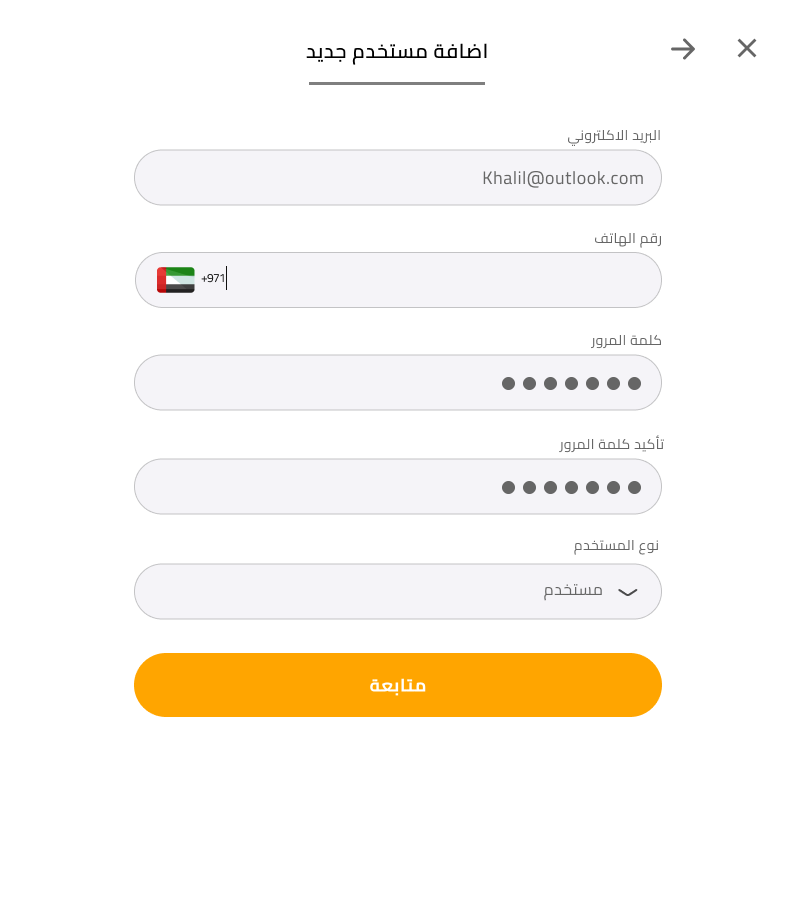 اضافة مستخدم جديد
البريد الاكلتروني
Khalil@outlook.com
رقم الهاتف
+971
كلمة المرور
تأكيد كلمة المرور
نوع المستخدم
مستخدم
متابعة